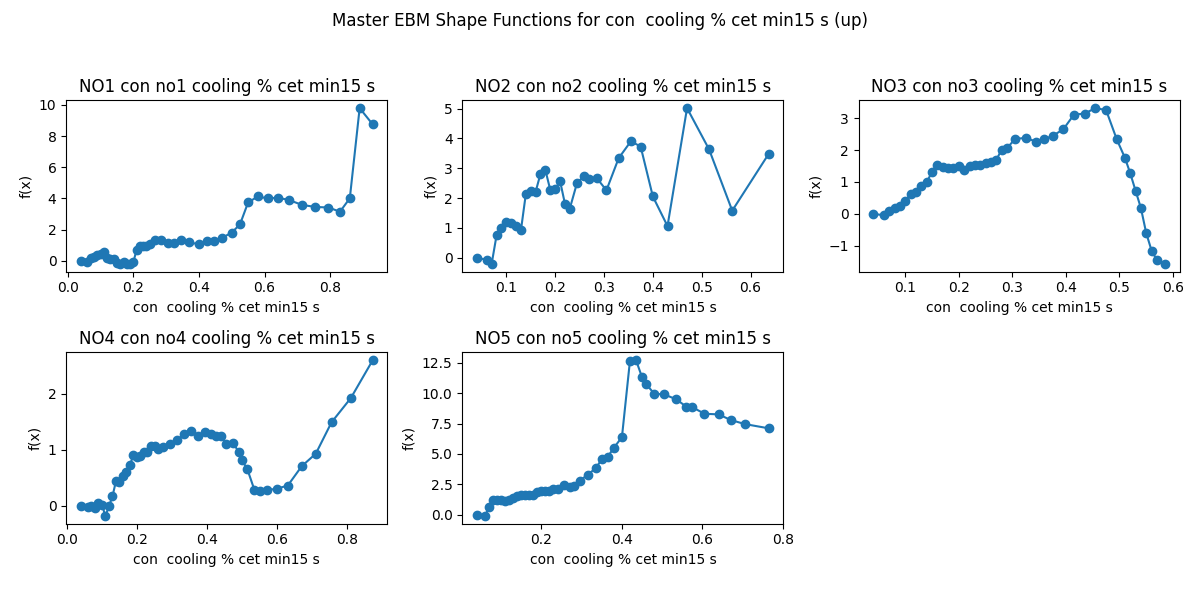 Master EBM Shape Functions for con  cooling % cet min15 s (up)
NO1 con no1 cooling % cet min15 s
f(x)
10
8
6
4
2
0
0.0 0.2 0.4 0.6 0.8
con  cooling % cet min15 s
NO2 con no2 cooling % cet min15 s
f(x)
5
4
3
2
1
0
0.1 0.2 0.3 0.4 0.5 0.6
con  cooling % cet min15 s
NO3 con no3 cooling % cet min15 s
f(x)
3
2
1
0
−1
0.1 0.2 0.3 0.4 0.5 0.6
con  cooling % cet min15 s
NO4 con no4 cooling % cet min15 s
f(x)
2
1
0
0.0 0.2 0.4 0.6 0.8
con  cooling % cet min15 s
NO5 con no5 cooling % cet min15 s
f(x)
12.5
10.0
7.5
5.0
2.5
0.0
0.2 0.4 0.6 0.8
con  cooling % cet min15 s